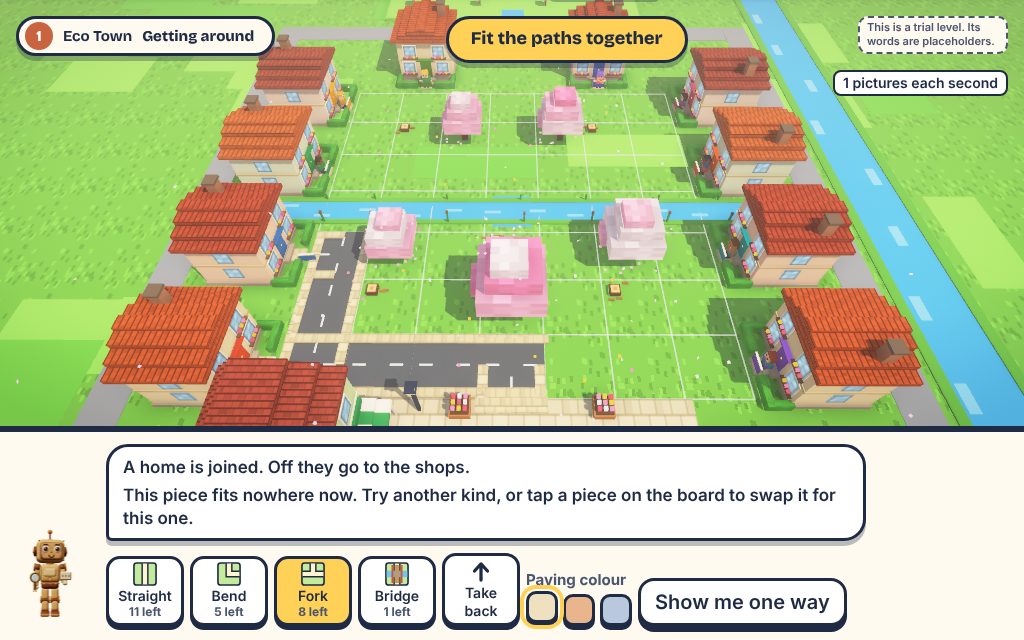 1 Eco Town Getting around
Fit the paths together
This is a trial level. Its
words are placeholders.
1 pictures each second
A home is joined. Off they go to the shops.
This piece fits nowhere now. Try another kind, or tap a piece on the board to swap it for
this one.
Straight
11 left
Bend
5 left
Fork
8 left
Bridge
1 left
Take
back
Paving colour
Show me one way